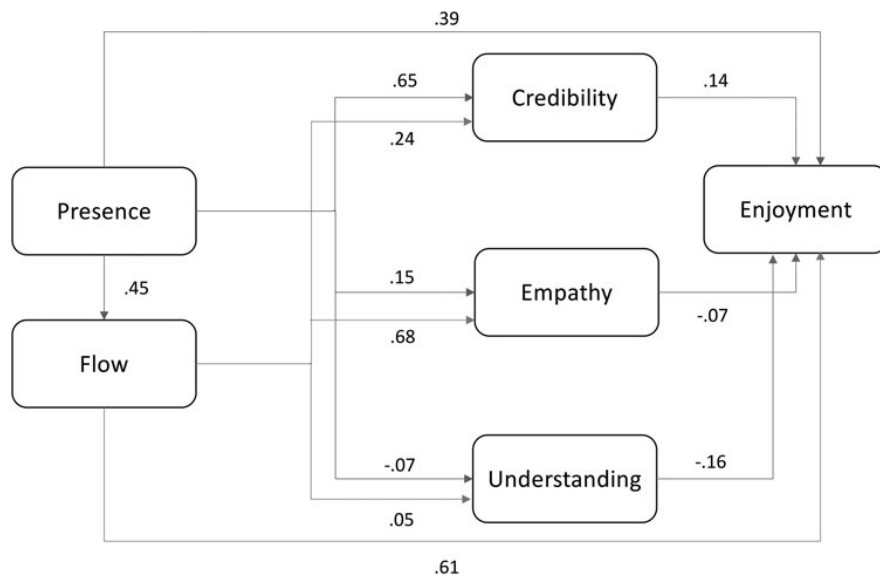 .39
.65
Credibility
.14
.24
Presence
Enjoyment
.45
.15
Empathy
-.07
.68
Flow
-.07
Understanding
-.16
.05
.61